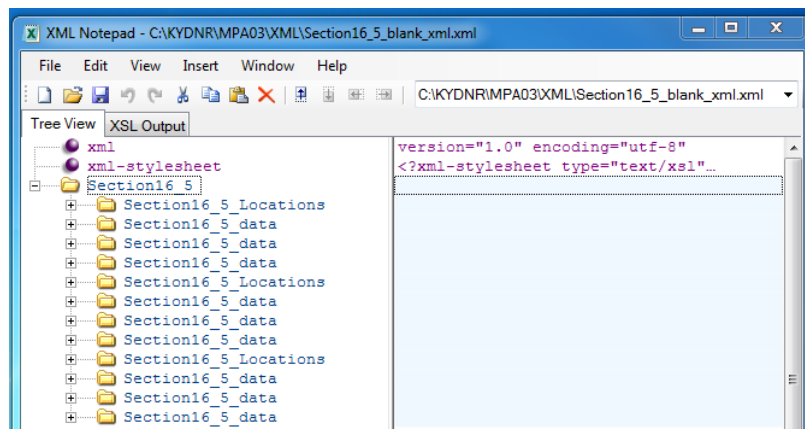 XML Notepad - C:\KYDNR\MPA03\XML\Section16_5_blank_xml.xml
File Edit View Insert Window Help
C:\KYDNR\MPA03\XML\Section16_5_blank_xml.xml
Tree View XSL Output
xml version="1.0" encoding="utf-8"
xml-stylesheet <?xml-stylesheet type="text/xsl"…
Section16_5
Section16_5_Locations
Section16_5_data
Section16_5_data
Section16_5_data
Section16_5_Locations
Section16_5_data
Section16_5_data
Section16_5_data
Section16_5_Locations
Section16_5_data
Section16_5_data
Section16_5_data